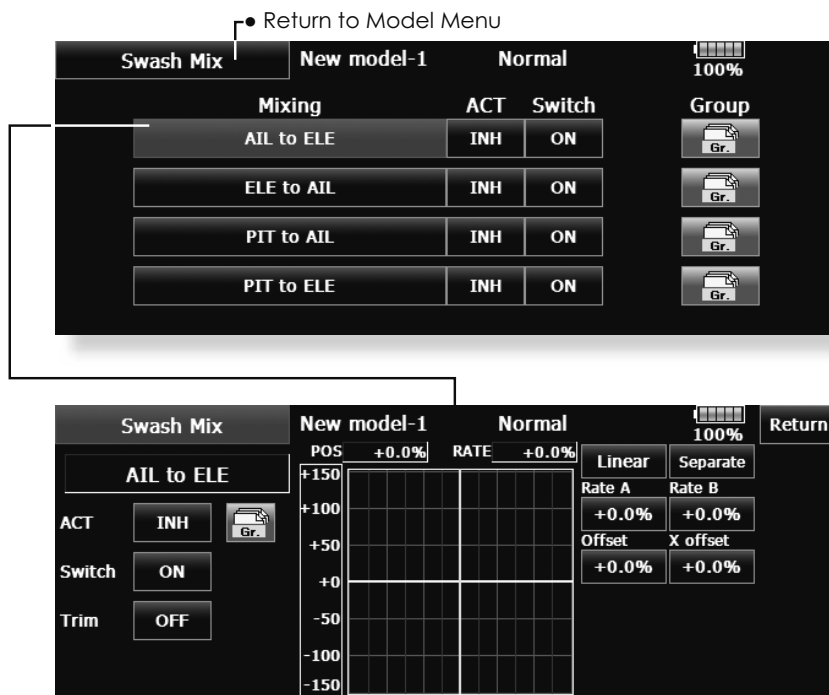 ● Return to Model Menu
Swash Mix New model-1 Normal 100%
Mixing ACT Switch Group
AIL to ELE INH ON Gr.
ELE to AIL INH ON Gr.
PIT to AIL INH ON Gr.
PIT to ELE INH ON Gr.
Swash Mix New model-1 Normal 100% Return
POS +0.0% RATE +0.0% Linear Separate
AIL to ELE
+150
Rate A Rate B
+100
+0.0% +0.0%
ACT INH Gr.
+50
Offset X offset
Switch ON
+0.0% +0.0%
+0
Trim OFF
-50
-100
-150